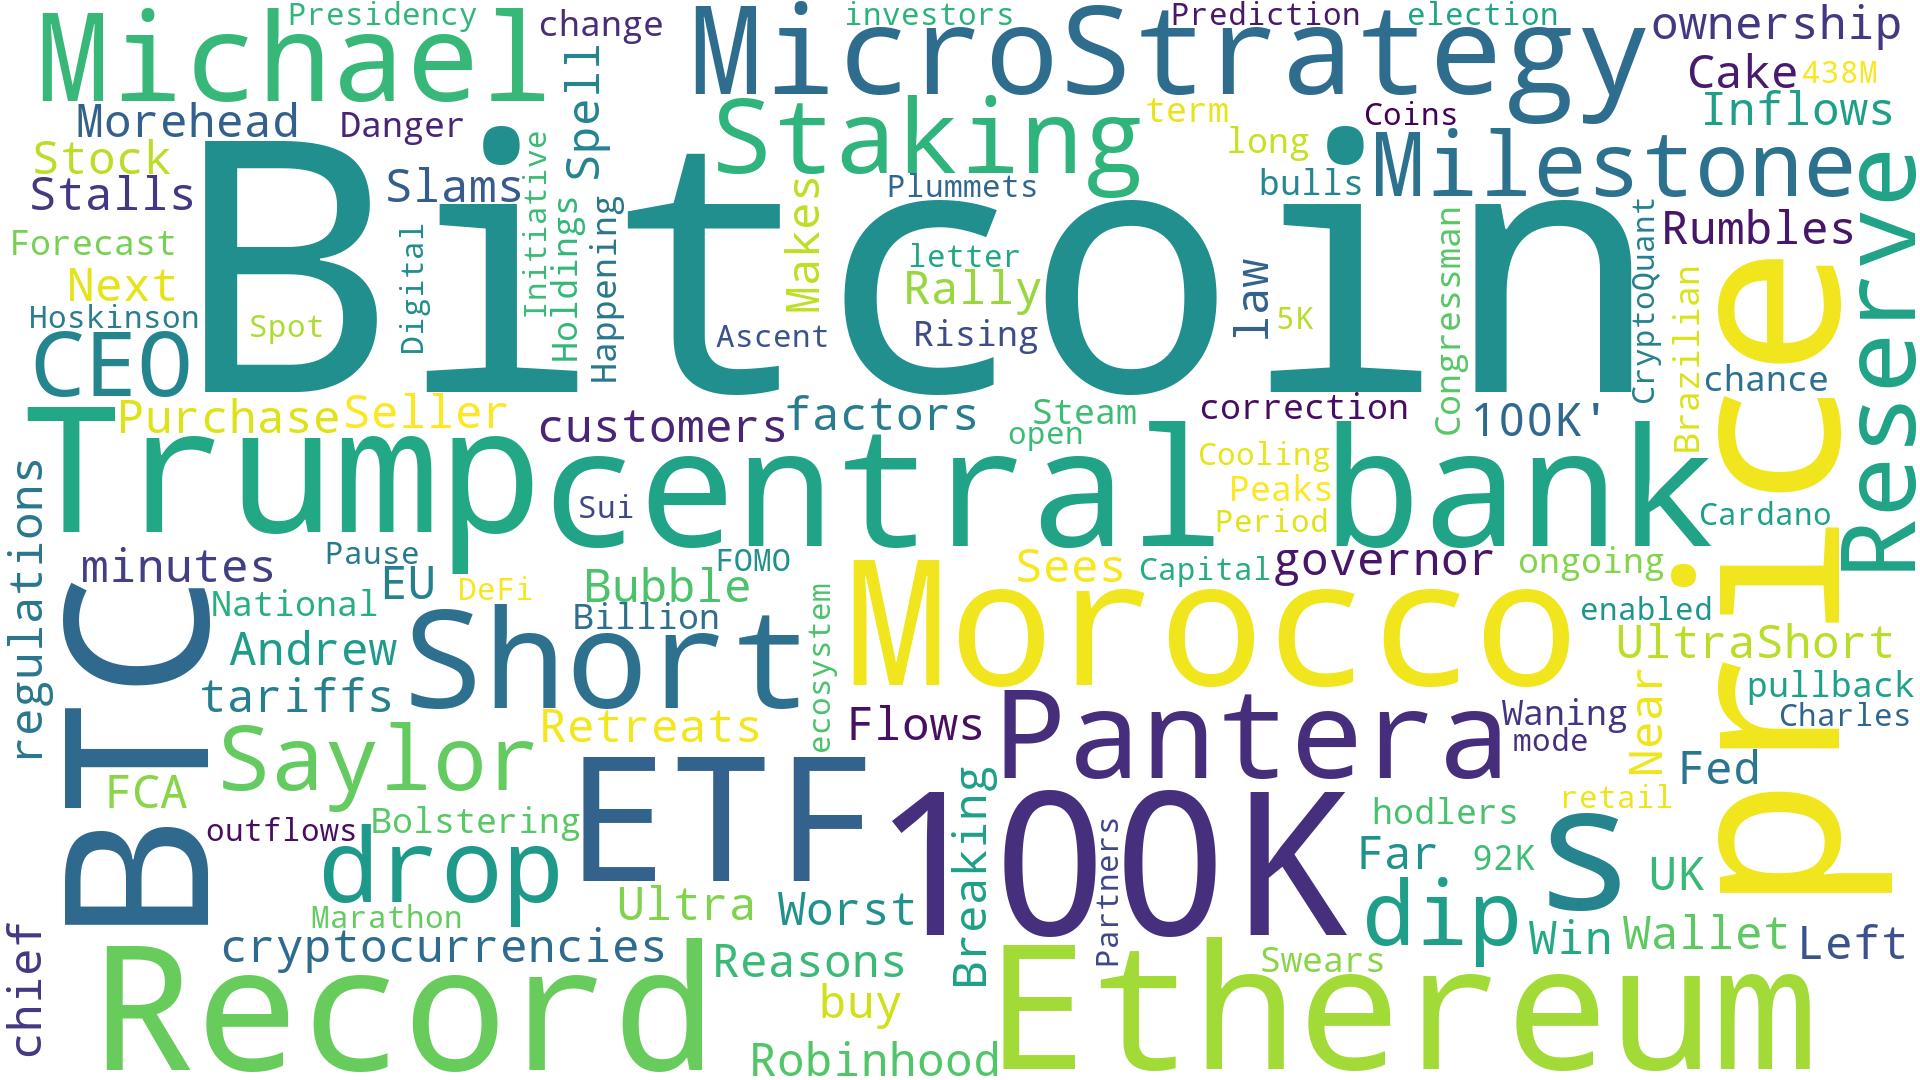 Michael
Presidency
change
MicroStrategy
investors
Prediction
election
ownership
Cake
438M
Inflows
Morehead
Danger
Spell
Staking
term
long
Coins
Milestone
Stock
Stalls
Slams
Initiative
Makes
Plummets
bulls
Rumbles
Reserve
Bitcoin
Forecast
Next
Hoskinson
Spot
Digital
Holdings
Happening
letter
Rally
Ascent
Rising
law
5K
Congressman
CryptoQuant
Brazilian
chance
price
CEO
Purchase
Seller
customers
factors
Steam
open
correction
100K'
Trump
central bank
Sui
Cooling
Peaks
Period
Cardano
regulations
minutes
Pause
EU
DeFi
FOMO
Bubble
Sees
Capital
governor
ongoing
BTC
National
Billion
Short
ecosystem
Morocco
enabled
UltraShort
Andrew
tariffs
Retreats
Flows
Pantera
Waning
mode
Near
pullback
Charles
Saylor
FCA
Fed
outflows
Bolstering
drop
ETF
Breaking
100K
Partners
hodlers
retail
Far
92K
s
UK
Marathon
Ultra
Worst
dip
Win
Wallet
Left
chief
cryptocurrencies
Record
Reasons
buy
Robinhood
Swears
Ethereum